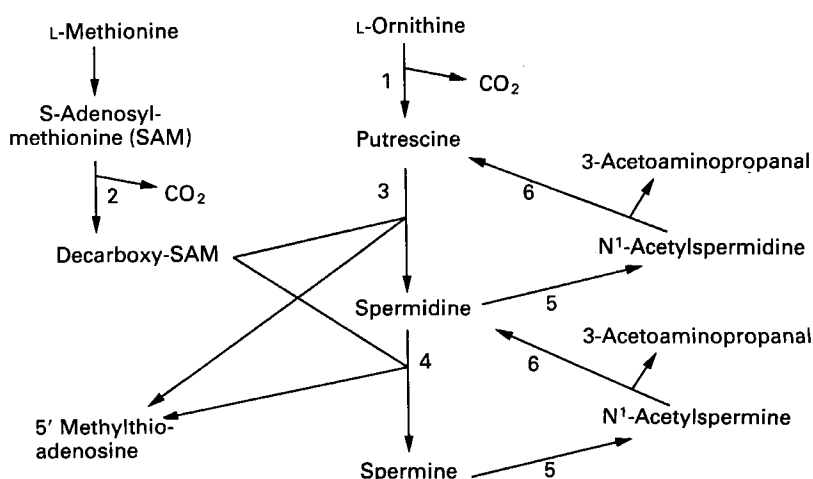 L-Methionine
L-Ornithine
1
CO2
S-Adenosyl-
methionine (SAM)
Putrescine
3-Acetoaminopropanal
2
CO2
3
6
Decarboxy-SAM
N1-Acetylspermidine
Spermidine
5
3-Acetoaminopropanal
4
6
5' Methylthio-
adenosine
N1-Acetylspermine
Spermine
5